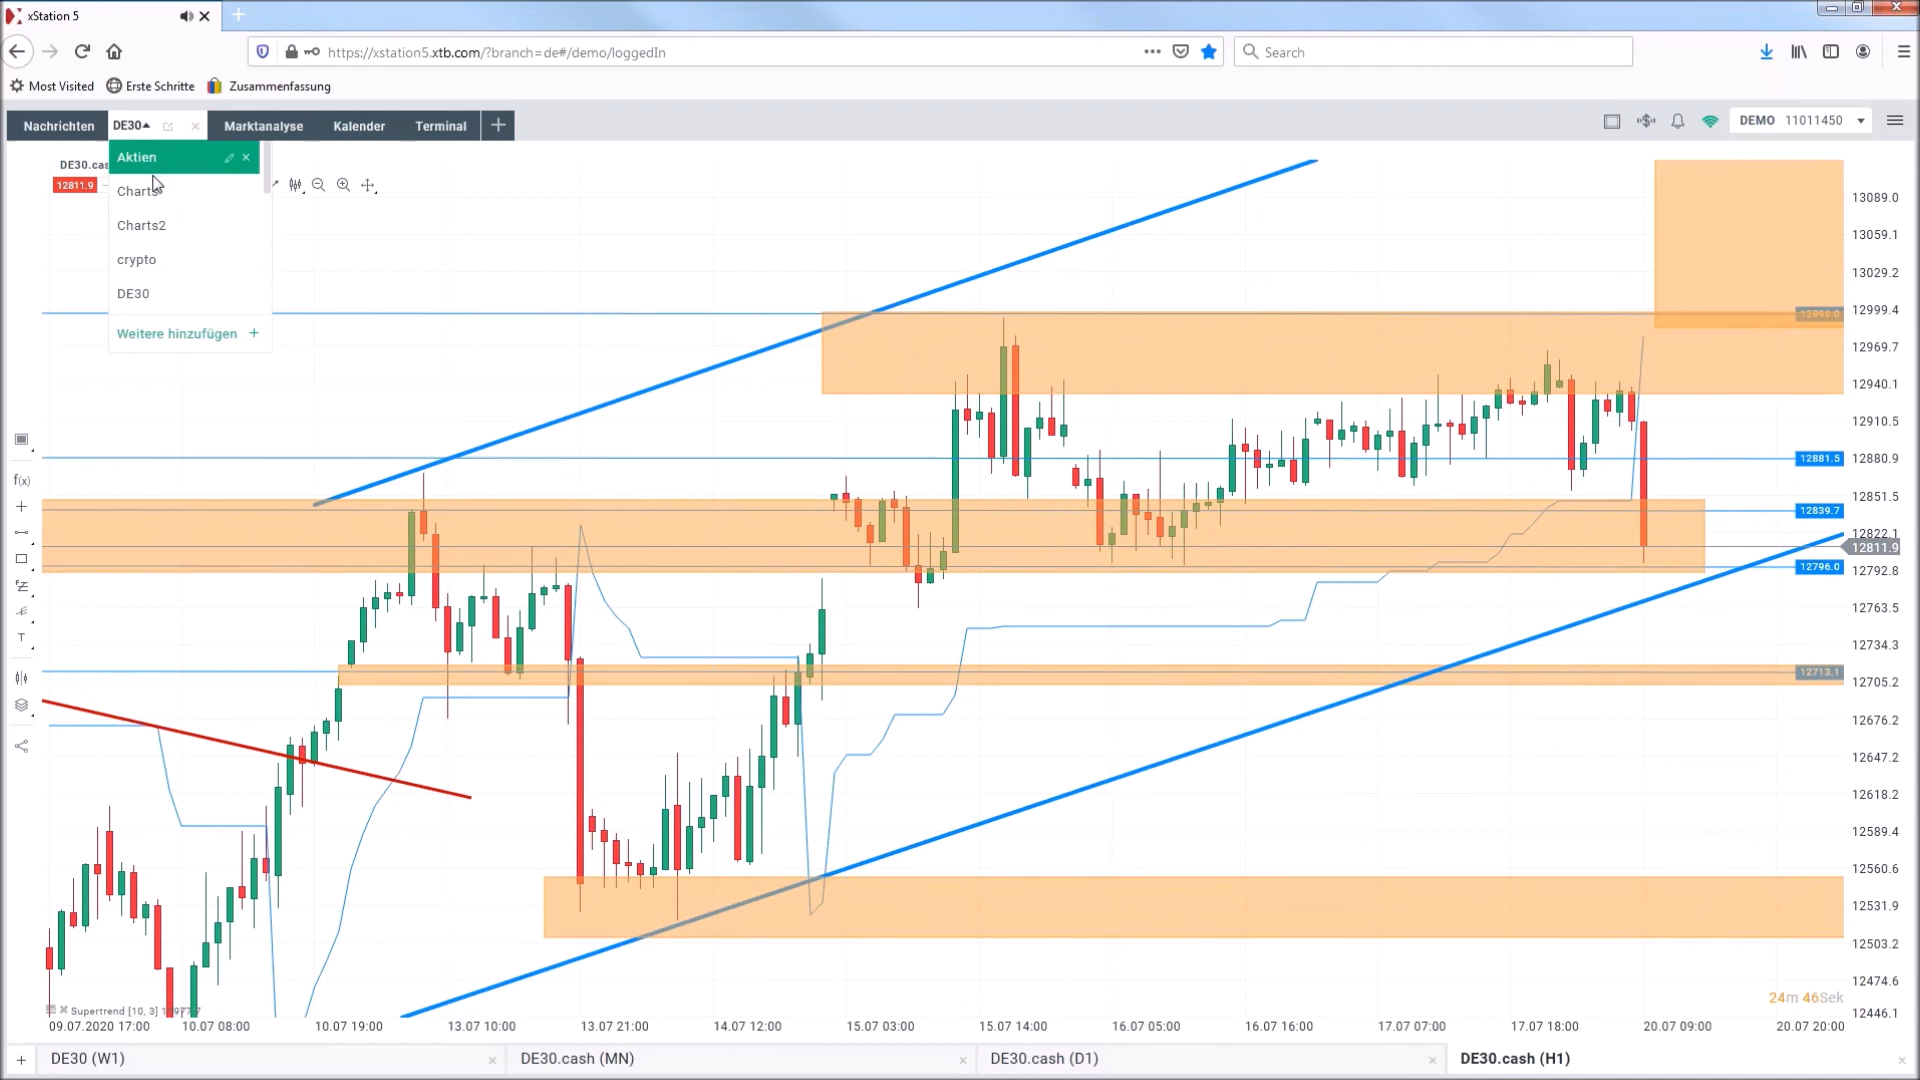 xStation 5
https://xstation5.xtb.com/?branch=de#/demo/loggedIn
Search
Most Visited Erste Schritte Zusammenfassung
Nachrichten DE30 Marktanalyse Kalender Terminal
DEMO 11011450
Aktien
Charts
Charts2
crypto
DE30
Weitere hinzufügen +
DE30.cas
12811.9
f(x)
T
13089.0
13059.1
13029.2
12999.4
12996.0
12969.7
12940.1
12910.5
12881.5
12880.9
12851.5
12839.7
12822.1
12811.9
12796.0
12792.8
12763.5
12734.3
12713.1
12705.2
12676.2
12647.2
12618.2
12589.4
12560.6
12531.9
12503.2
12474.6
12446.1
24m 46Sek
Supertrend [10, 3]
09.07.2020 17:00 10.07 08:00 10.07 19:00 13.07 10:00 13.07 21:00 14.07 12:00 15.07 03:00 15.07 14:00 16.07 05:00 16.07 16:00 17.07 07:00 17.07 18:00 20.07 09:00 20.07 20:00
DE30 (W1) DE30.cash (MN) DE30.cash (D1) DE30.cash (H1)